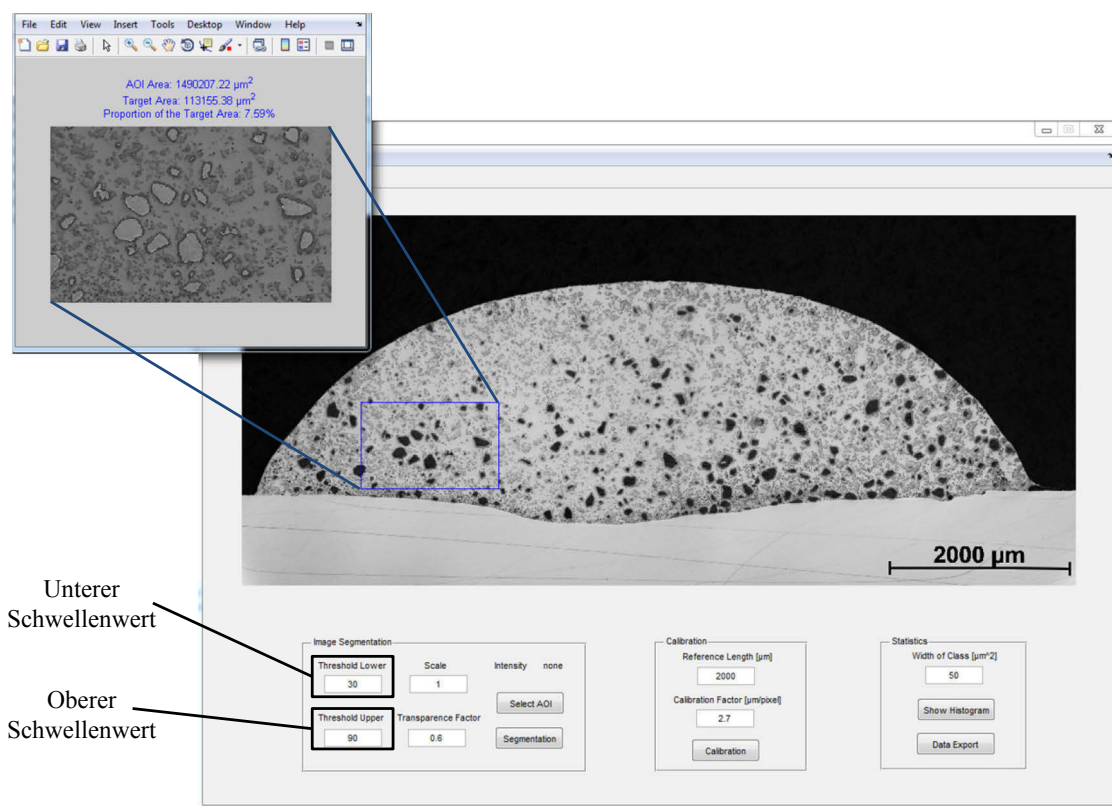 File Edit View Insert Tools Desktop Window Help
AOI Area: 1490207.22 µm²
Target Area: 113155.38 µm²
Proportion of the Target Area: 7.59%
2000 µm
Unterer
Schwellenwert
Oberer
Schwellenwert
Image Segmentation
Threshold Lower
30
Scale
1
Intensity none
Select AOI
Threshold Upper
90
Transparence Factor
0.6
Segmentation
Calibration
Reference Length [µm]
2000
Calibration Factor [µm/pixel]
2.7
Calibration
Statistics
Width of Class [µm^2]
50
Show Histogram
Data Export